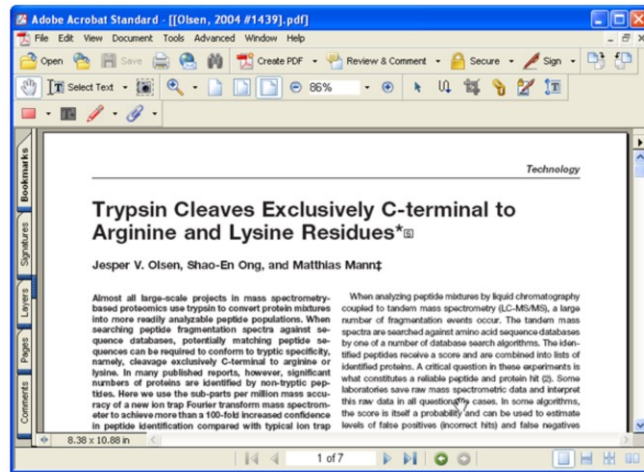 Adobe Acrobat Standard - [[Olsen, 2004 #1439].pdf]
File Edit View Document Tools Advanced Window Help
Open Save Create PDF Review & Comment Secure Sign
Select Text 86%
Bookmarks
Signatures
Layers
Pages
Comments
Technology
Trypsin Cleaves Exclusively C-terminal to
Arginine and Lysine Residues*S
Jesper V. Olsen, Shao-En Ong, and Matthias Mann‡
Almost all large-scale projects in mass spectrometry-
based proteomics use trypsin to convert protein mixtures
into more readily analyzable peptide populations. When
searching peptide fragmentation spectra against se-
quence databases, potentially matching peptide se-
quences can be required to conform to tryptic specificity,
namely, cleavage exclusively C-terminal to arginine or
lysine. In many published reports, however, significant
numbers of proteins are identified by non-tryptic pep-
tides. Here we use the sub-parts per million mass accu-
racy of a new ion trap Fourier transform mass spectrom-
eter to achieve more than a 100-fold increased confidence
in peptide identification compared with typical ion trap
When analyzing peptide mixtures by liquid chromatography
coupled to tandem mass spectrometry (LC-MS/MS), a large
number of fragmentation events occur. The tandem mass
spectra are searched against amino acid sequence databases
by one of a number of database search algorithms. The iden-
tified peptides receive a score and are combined into lists of
identified proteins. A critical question in these experiments is
what constitutes a reliable peptide and protein hit (2). Some
laboratories save raw mass spectrometric data and interpret
this raw data in all questionable cases. In some algorithms,
the score is itself a probability and can be used to estimate
levels of false positives (incorrect hits) and false negatives
8.38 x 10.88 in
1 of 7